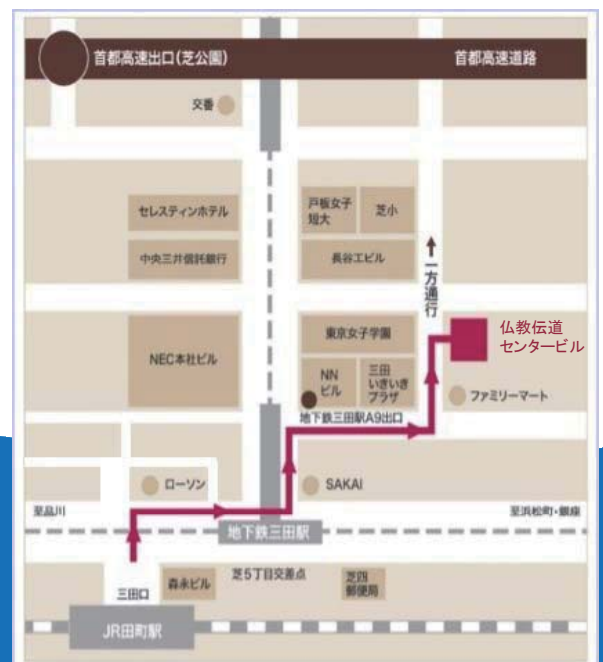 首都高速出口(芝公園)
首都高速道路
交番
セレスティンホテル
戸板女子
短大
芝小
中央三井信託銀行
長谷工ビル
一方通行
NEC本社ビル
東京女子学園
仏教伝道
センタービル
NN
ビル
三田
いきいき
プラザ
ファミリーマート
地下鉄三田駅A9出口
ローソン
SAKAI
至品川
至浜松町・銀座
地下鉄三田駅
三田口
森永ビル
芝5丁目交差点
芝四
郵便局
JR田町駅